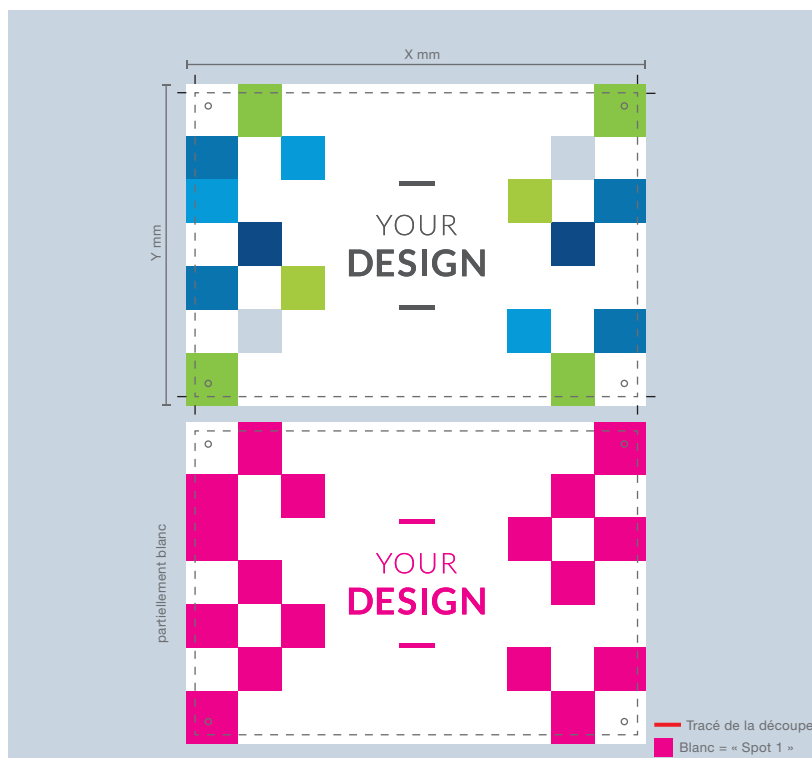 X mm
Y mm
YOUR
DESIGN
partiellement blanc
YOUR
DESIGN
Tracé de la découpe
Blanc = « Spot 1 »